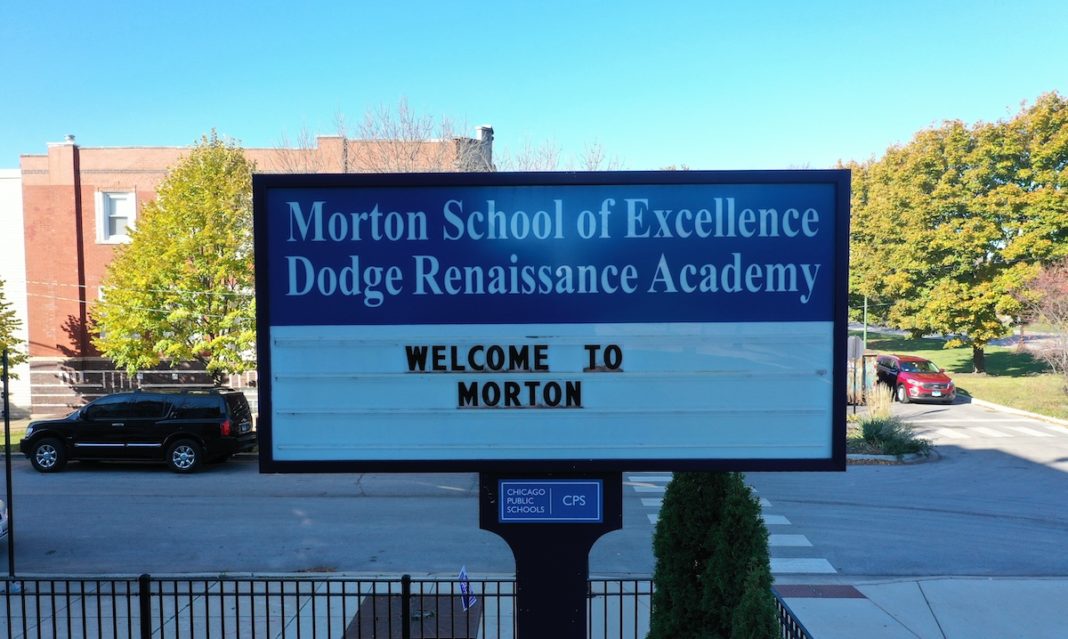 Morton School of Excellence
Dodge Renaissance Academy
WELCOME TO
MORTON
CHICAGO
PUBLIC
SCHOOLS
CPS